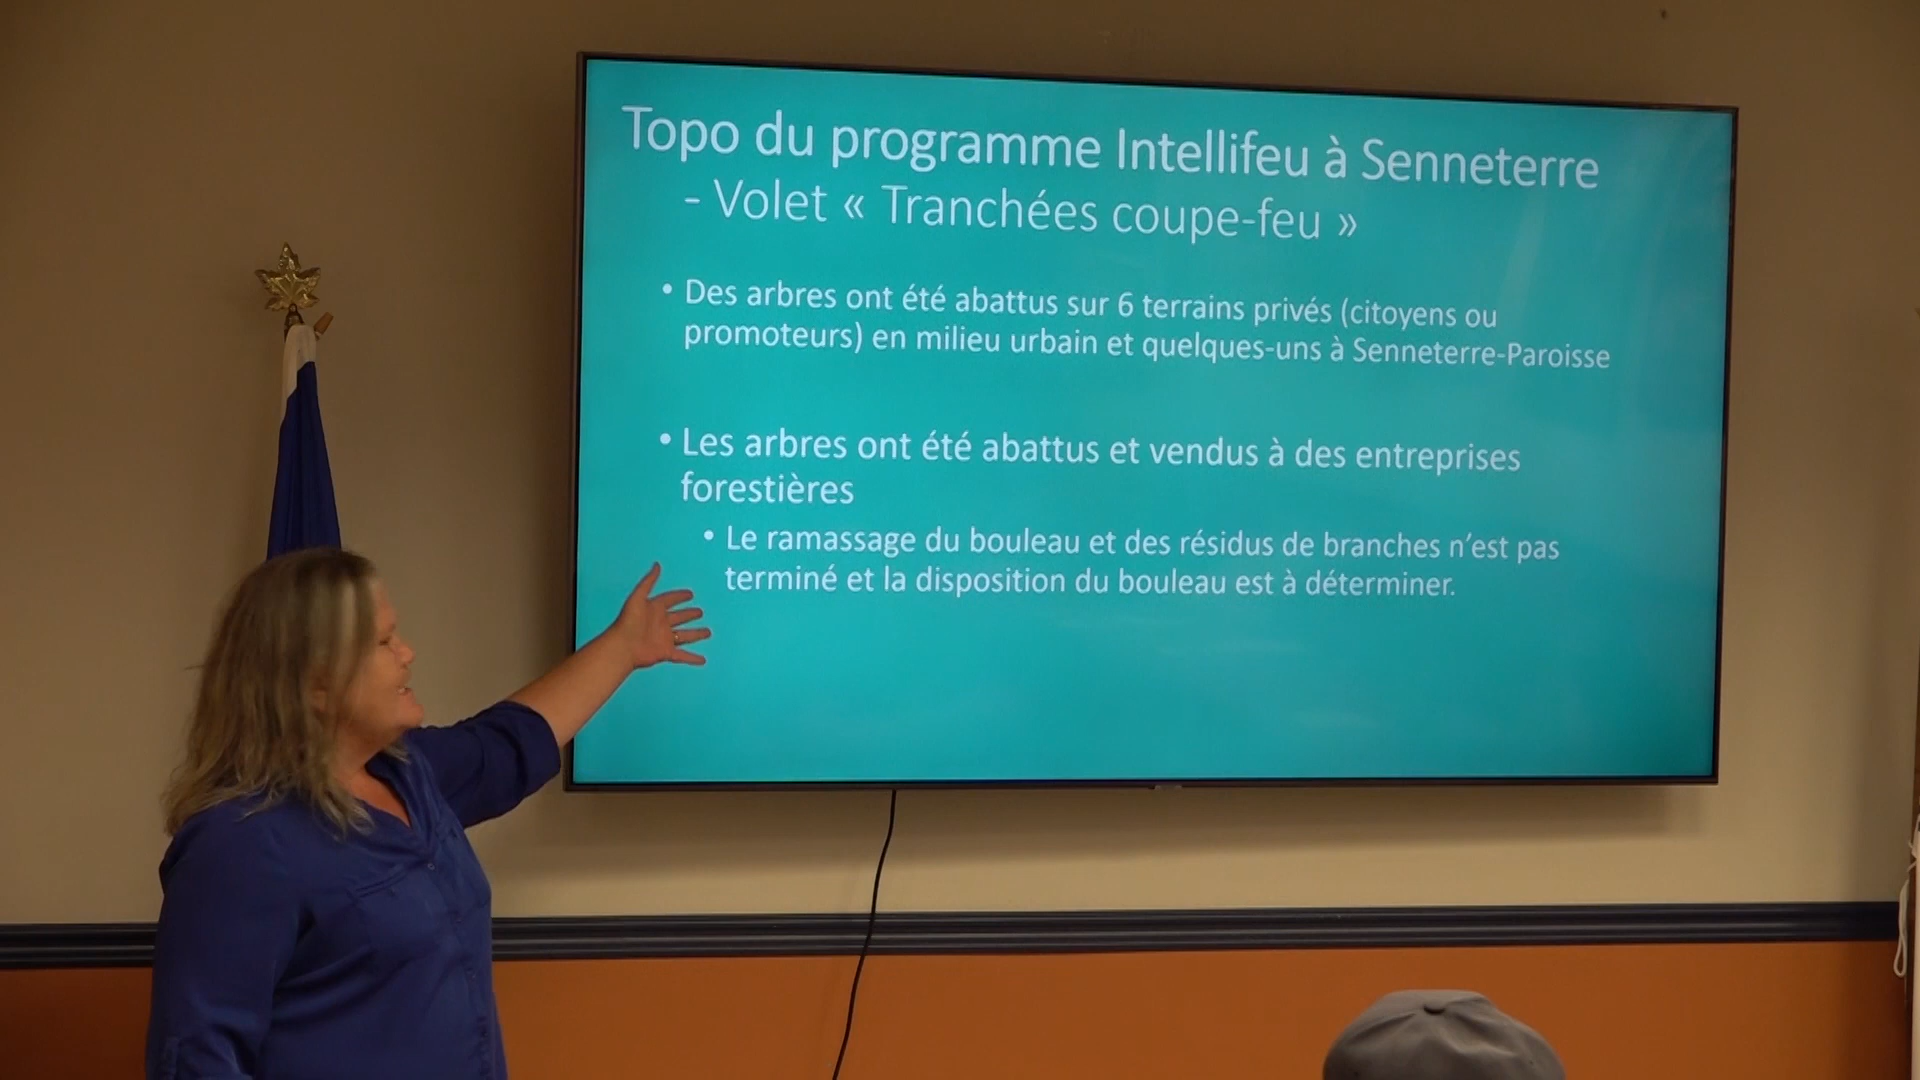 Topo du programme Intellifeu à Senneterre
- Volet « Tranchées coupe-feu »
• Des arbres ont été abattus sur 6 terrains privés (citoyens ou
promoteurs) en milieu urbain et quelques-uns à Senneterre-Paroisse
• Les arbres ont été abattus et vendus à des entreprises
forestières
• Le ramassage du bouleau et des résidus de branches n'est pas
terminé et la disposition du bouleau est à déterminer.